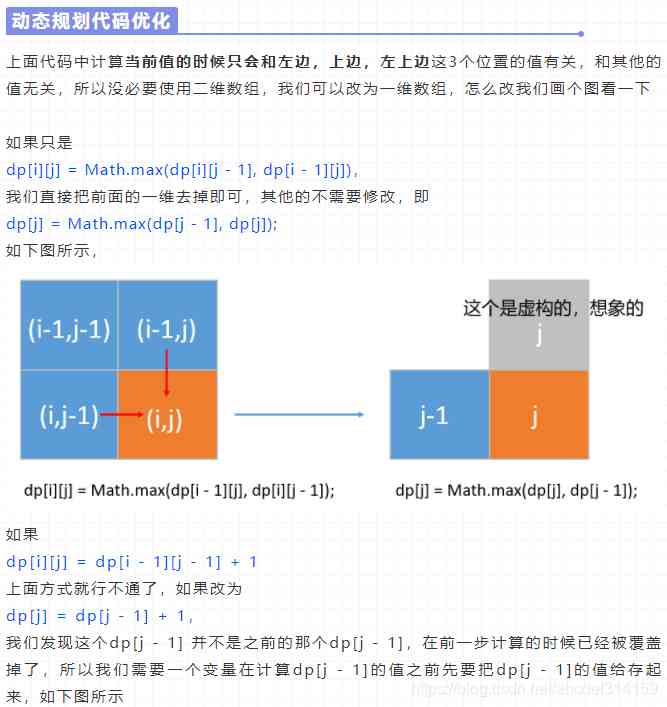 动态规划代码优化
上面代码中计算当前值的时候只会和左边，上边，左上边这3个位置的值有关，和其他的
值无关，所以没必要使用二维数组，我们可以改为一维数组，怎么改我们画个图看一下
如果只是
dp[i][j] = Math.max(dp[i][j - 1], dp[i - 1][j])，
我们直接把前面的一维去掉即可，其他的不需要修改，即
dp[j] = Math.max(dp[j - 1], dp[j]);
如下图所示，
(i-1,j-1) (i-1,j)
(i,j-1) (i,j)
dp[i][j] = Math.max(dp[i - 1][j], dp[i][j - 1]);
这个是虚构的，想象的
j
j-1 j
dp[j] = Math.max(dp[j], dp[j - 1]);
如果
dp[i][j] = dp[i - 1][j - 1] + 1
上面方式就行不通了，如果改为
dp[j] = dp[j - 1] + 1，
我们发现这个dp[j - 1] 并不是之前的那个dp[j - 1]，在前一步计算的时候已经被覆盖
掉了，所以我们需要一个变量在计算dp[j - 1]的值之前先要把dp[j - 1]的值给存起
来，如下图所示
https://blog.csdn.net/abcdef314159